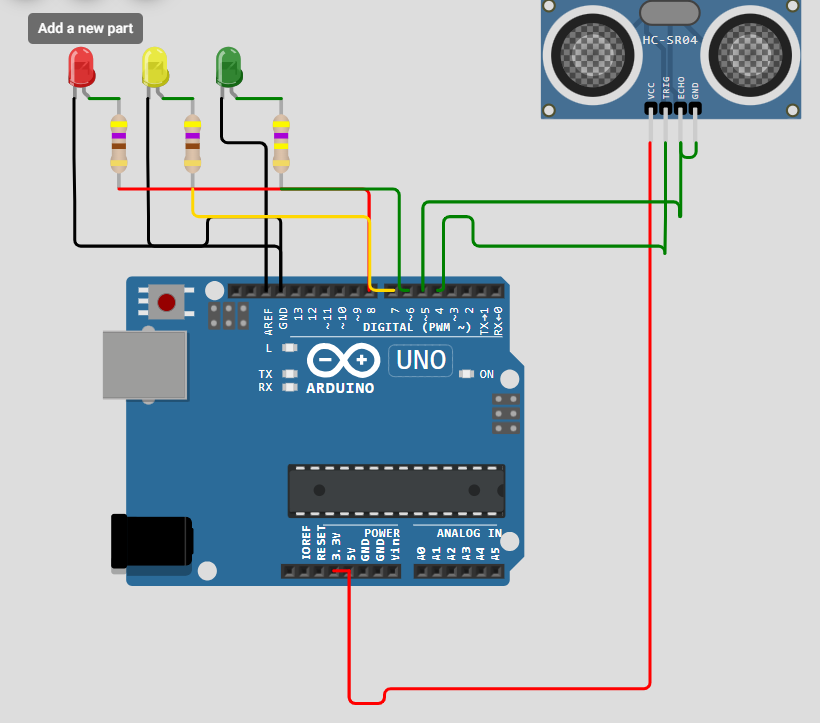 Add a new part
HC-SR04
VCC
TRIG
ECHO
GND
AREF
GND
13
12
~11
~10
~9
8
7
~6
~5
4
~3
2
TX→1
RX←0
DIGITAL (PWM ~)
L
TX
RX
UNO
ON
ARDUINO
POWER
ANALOG IN
IOREF
RESET
3.3V
5V
GND
GND
Vin
A0
A1
A2
A3
A4
A5